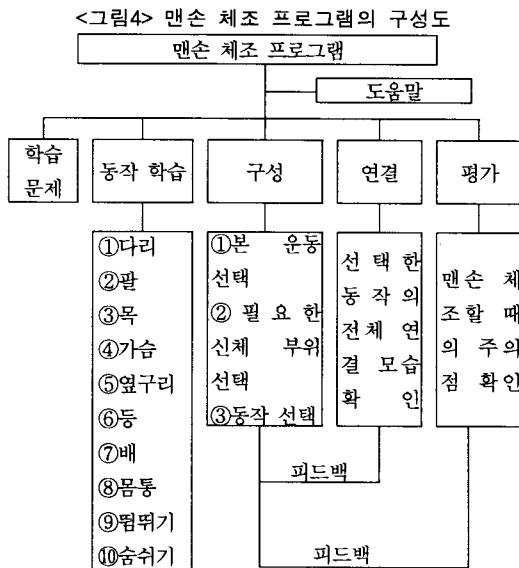 <그림4> 맨손 체조 프로그램의 구성도
맨손 체조 프로그램
도움말
학습
문제
동작 학습
구성
연결
평가
①다리
②팔
③목
④가슴
⑤옆구리
⑥등
⑦배
⑧몸통
⑨뜀뛰기
⑩숨쉬기
①본 운동
선택
② 필요한
신체 부위
선택
③동작 선택
선택한
동작의
전체 연
결 모습
확인
맨손 체
조할 때
의 주의
점 확인
피드백
피드백